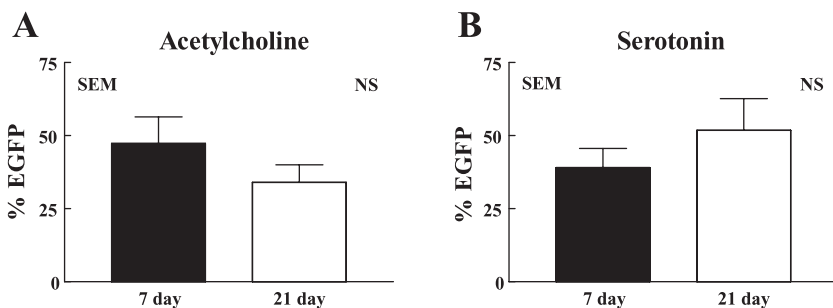 A
Acetylcholine
% EGFP
75
50
25
0
SEM
NS
7 day
21 day
B
Serotonin
% EGFP
75
50
25
0
SEM
NS
7 day
21 day